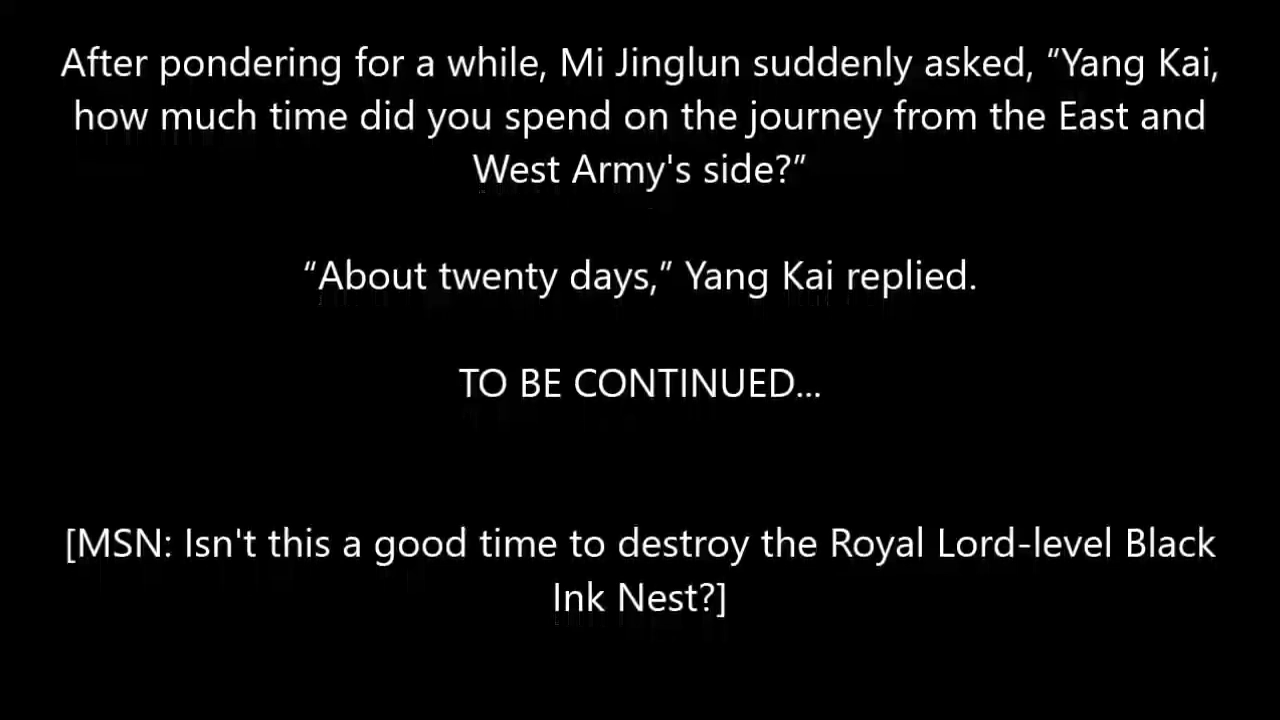 After pondering for a while, Mi Jinglun suddenly asked, “Yang Kai,
how much time did you spend on the journey from the East and
West Army's side?”
“About twenty days,” Yang Kai replied.
TO BE CONTINUED...
[MSN: Isn't this a good time to destroy the Royal Lord-level Black
Ink Nest?]